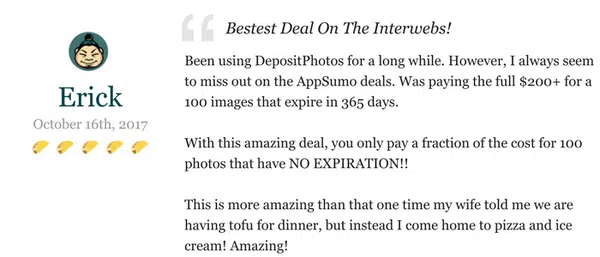 Bestest Deal On The Interwebs!
Been using DepositPhotos for a long while. However, I always seem
to miss out on the AppSumo deals. Was paying the full $200+ for a
100 images that expire in 365 days.
With this amazing deal, you only pay a fraction of the cost for 100
photos that have NO EXPIRATION!!
This is more amazing than that one time my wife told me we are
having tofu for dinner, but instead I come home to pizza and ice
cream! Amazing!
Erick
October 16th, 2017